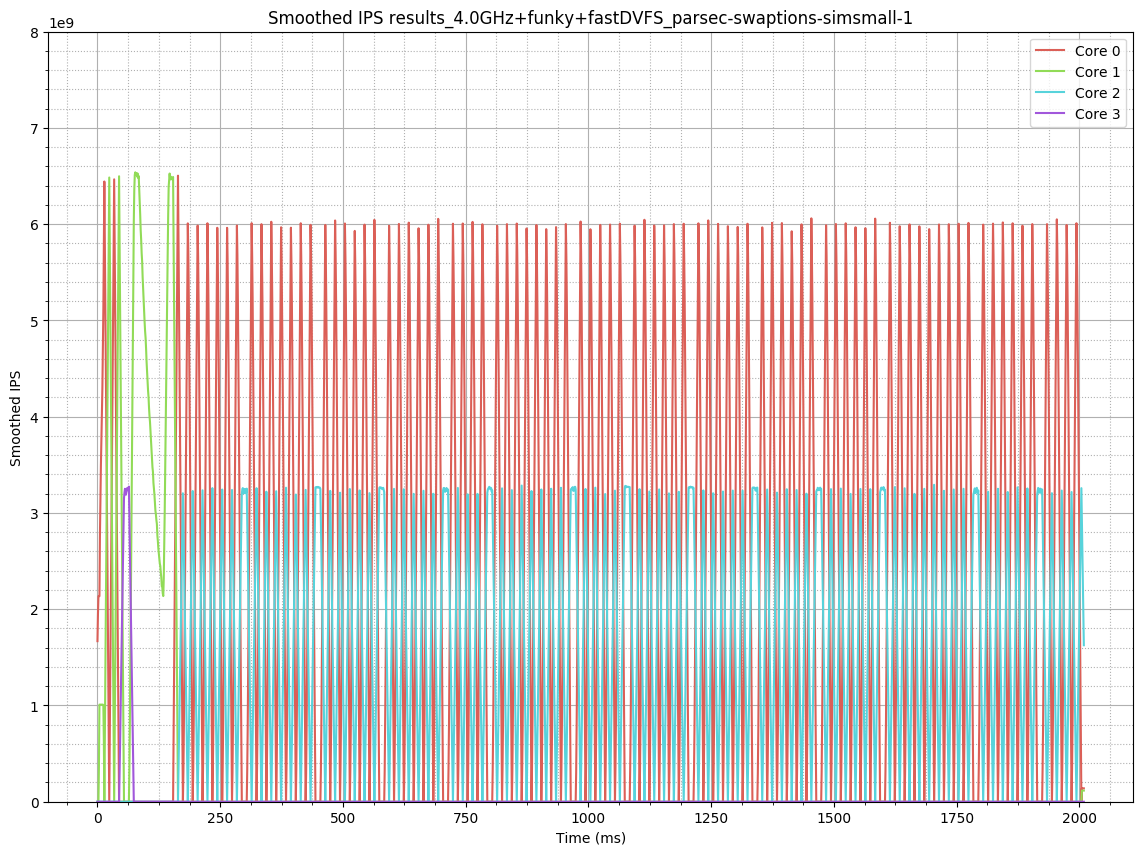 Smoothed IPS results_4.0GHz+funky+fastDVFS_parsec-swaptions-simsmall-1
1e9
8
7
6
5
4
3
2
1
0
Smoothed IPS
Core 0
Core 1
Core 2
Core 3
0 250 500 750 1000 1250 1500 1750 2000
Time (ms)